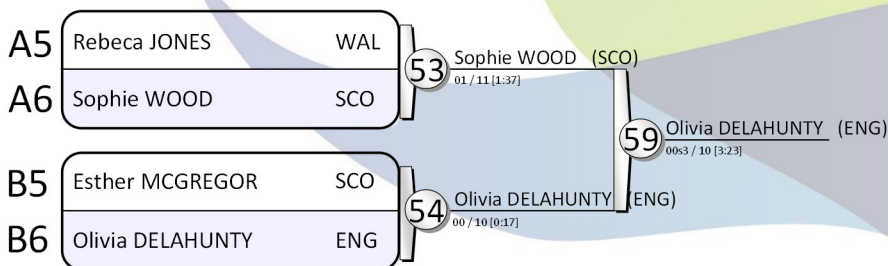 A5 Rebeca JONES WAL
A6 Sophie WOOD SCO
53 Sophie WOOD (SCO)
01 / 11 [1:37]
B5 Esther MCGREGOR SCO
B6 Olivia DELAHUNTY ENG
54 Olivia DELAHUNTY (ENG)
00 / 10 [0:17]
59 Olivia DELAHUNTY (ENG)
00s3 / 10 [3:23]